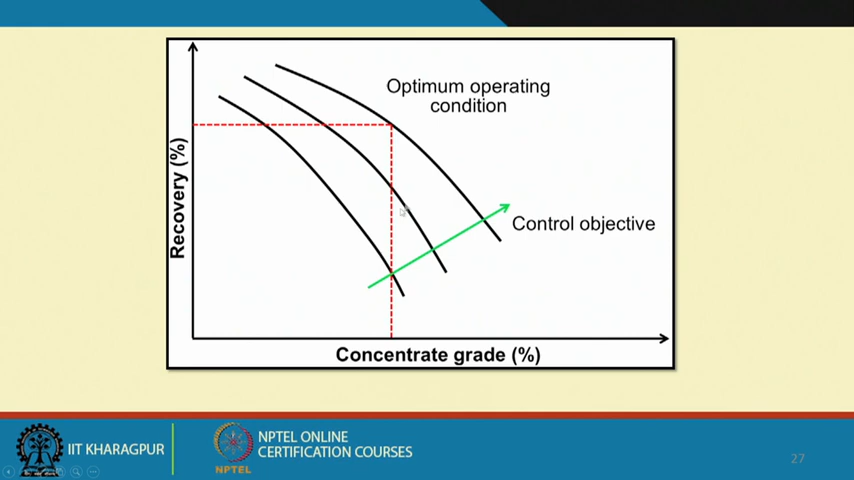 Optimum operating
condition
Recovery (%)
Control objective
Concentrate grade (%)
IIT KHARAGPUR
NPTEL
NPTEL ONLINE
CERTIFICATION COURSES
27